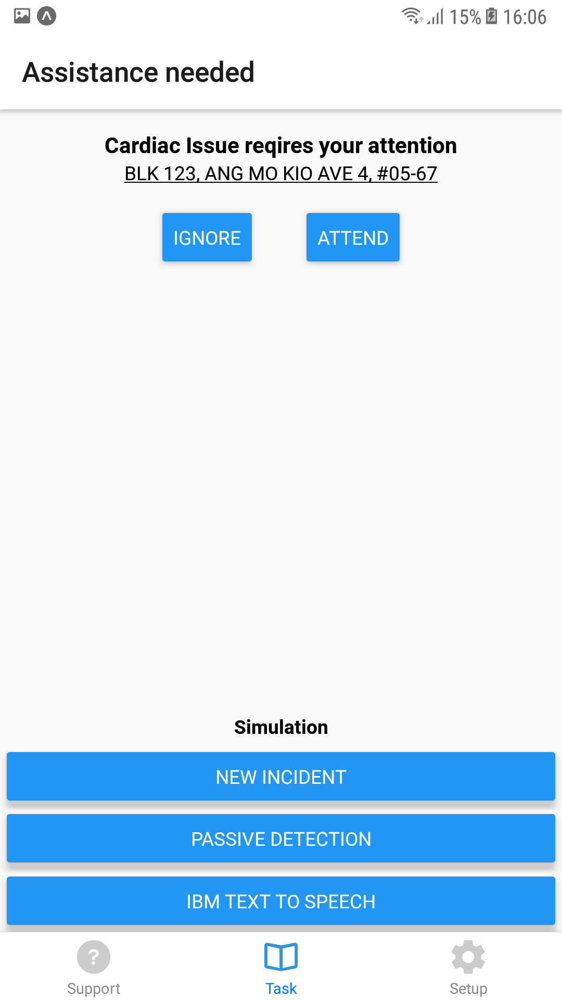 15% 16:06
Assistance needed
Cardiac Issue reqires your attention
BLK 123, ANG MO KIO AVE 4, #05-67
IGNORE ATTEND
Simulation
NEW INCIDENT
PASSIVE DETECTION
IBM TEXT TO SPEECH
Support Task Setup